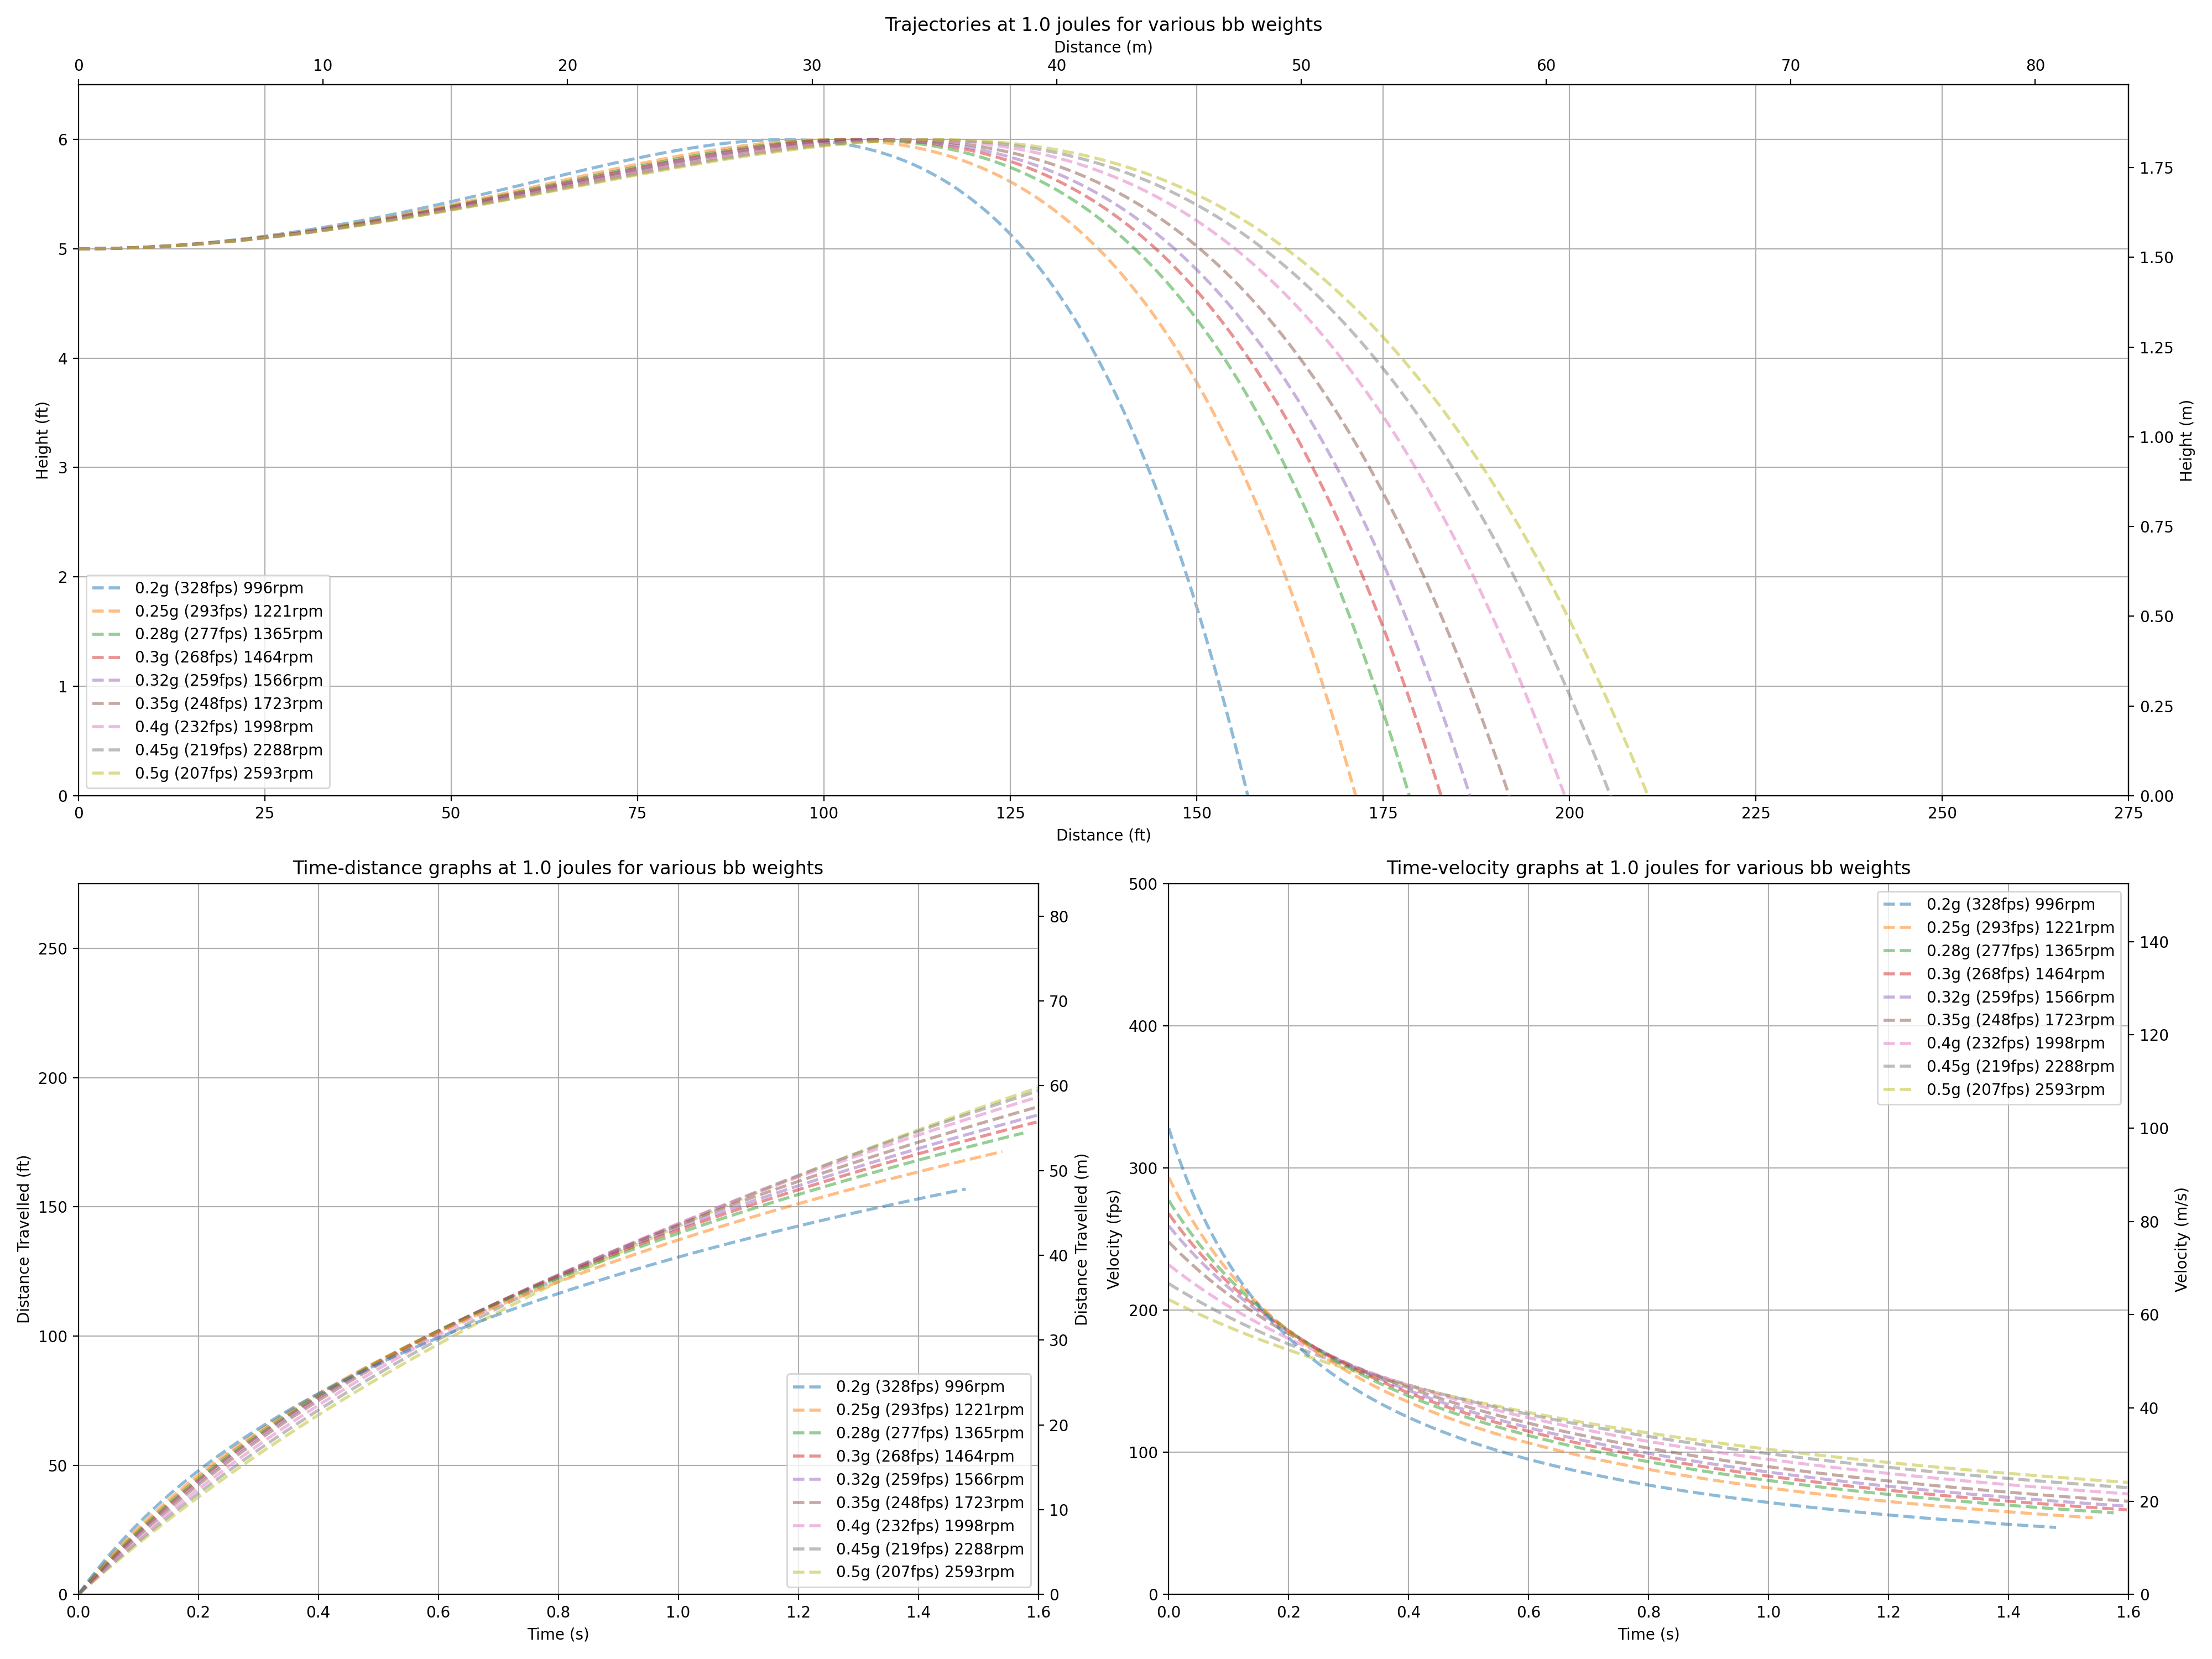 Trajectories at 1.0 joules for various bb weights
Distance (m)
0 10 20 30 40 50 60 70 80
6
5
4
3
2
1
0
Height (ft)
1.75
1.50
1.25
1.00
0.75
0.50
0.25
0.00
Height (m)
0.2g (328fps) 996rpm
0.25g (293fps) 1221rpm
0.28g (277fps) 1365rpm
0.3g (268fps) 1464rpm
0.32g (259fps) 1566rpm
0.35g (248fps) 1723rpm
0.4g (232fps) 1998rpm
0.45g (219fps) 2288rpm
0.5g (207fps) 2593rpm
0 25 50 75 100 125 150 175 200 225 250 275
Distance (ft)
Time-distance graphs at 1.0 joules for various bb weights
250
200
150
100
50
0
Distance Travelled (ft)
80
70
60
50
40
30
20
10
0
Distance Travelled (m)
0.2g (328fps) 996rpm
0.25g (293fps) 1221rpm
0.28g (277fps) 1365rpm
0.3g (268fps) 1464rpm
0.32g (259fps) 1566rpm
0.35g (248fps) 1723rpm
0.4g (232fps) 1998rpm
0.45g (219fps) 2288rpm
0.5g (207fps) 2593rpm
0.0 0.2 0.4 0.6 0.8 1.0 1.2 1.4 1.6
Time (s)
Time-velocity graphs at 1.0 joules for various bb weights
500
400
300
200
100
0
Velocity (fps)
140
120
100
80
60
40
20
0
Velocity (m/s)
0.2g (328fps) 996rpm
0.25g (293fps) 1221rpm
0.28g (277fps) 1365rpm
0.3g (268fps) 1464rpm
0.32g (259fps) 1566rpm
0.35g (248fps) 1723rpm
0.4g (232fps) 1998rpm
0.45g (219fps) 2288rpm
0.5g (207fps) 2593rpm
0.0 0.2 0.4 0.6 0.8 1.0 1.2 1.4 1.6
Time (s)